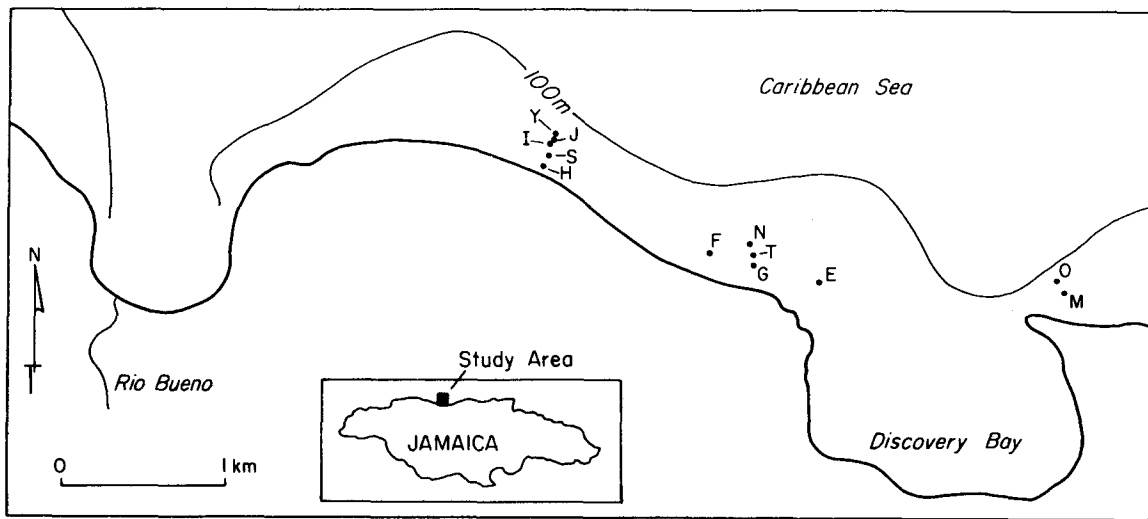 Caribbean Sea
100m
Y
J
I
S
H
N
F
T
G
E
O
M
N
Rio Bueno
Study Area
JAMAICA
Discovery Bay
0 1 km